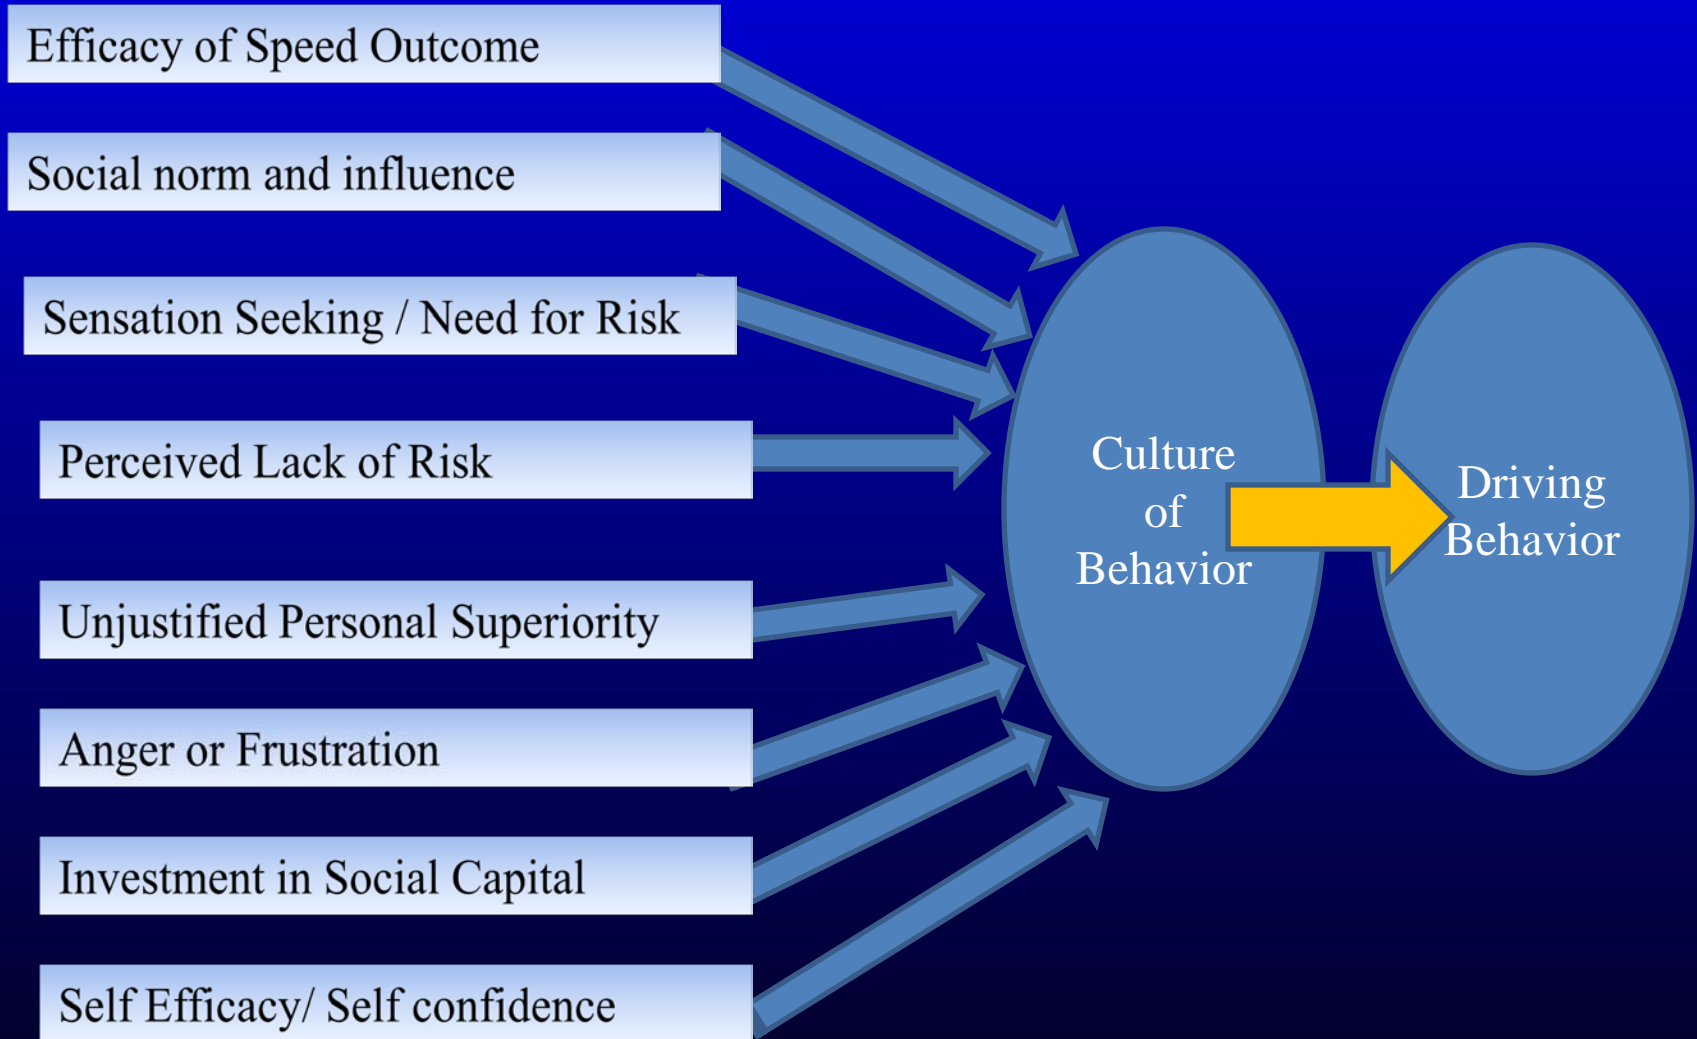 Efficacy of Speed Outcome
Social norm and influence
Sensation Seeking / Need for Risk
Perceived Lack of Risk
Unjustified Personal Superiority
Anger or Frustration
Investment in Social Capital
Self Efficacy/ Self confidence
Culture
of
Behavior
Driving
Behavior